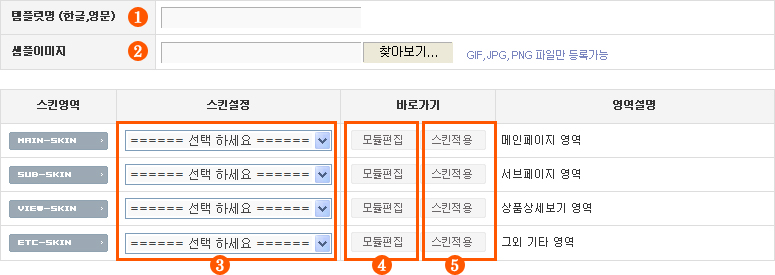 템플릿명 (한글,영문) 1
샘플이미지 2 찾아보기... GIF, JPG, PNG 파일만 등록가능
스킨영역 스킨설정 바로가기 영역설명
MAIN-SKIN ====== 선택 하세요 ====== 모듈편집 스킨적용 메인페이지 영역
SUB-SKIN ====== 선택 하세요 ====== 모듈편집 스킨적용 서브페이지 영역
VIEW-SKIN ====== 선택 하세요 ====== 모듈편집 스킨적용 상품상세보기 영역
ETC-SKIN ====== 선택 하세요 ====== 모듈편집 스킨적용 그외 기타 영역
3 4 5